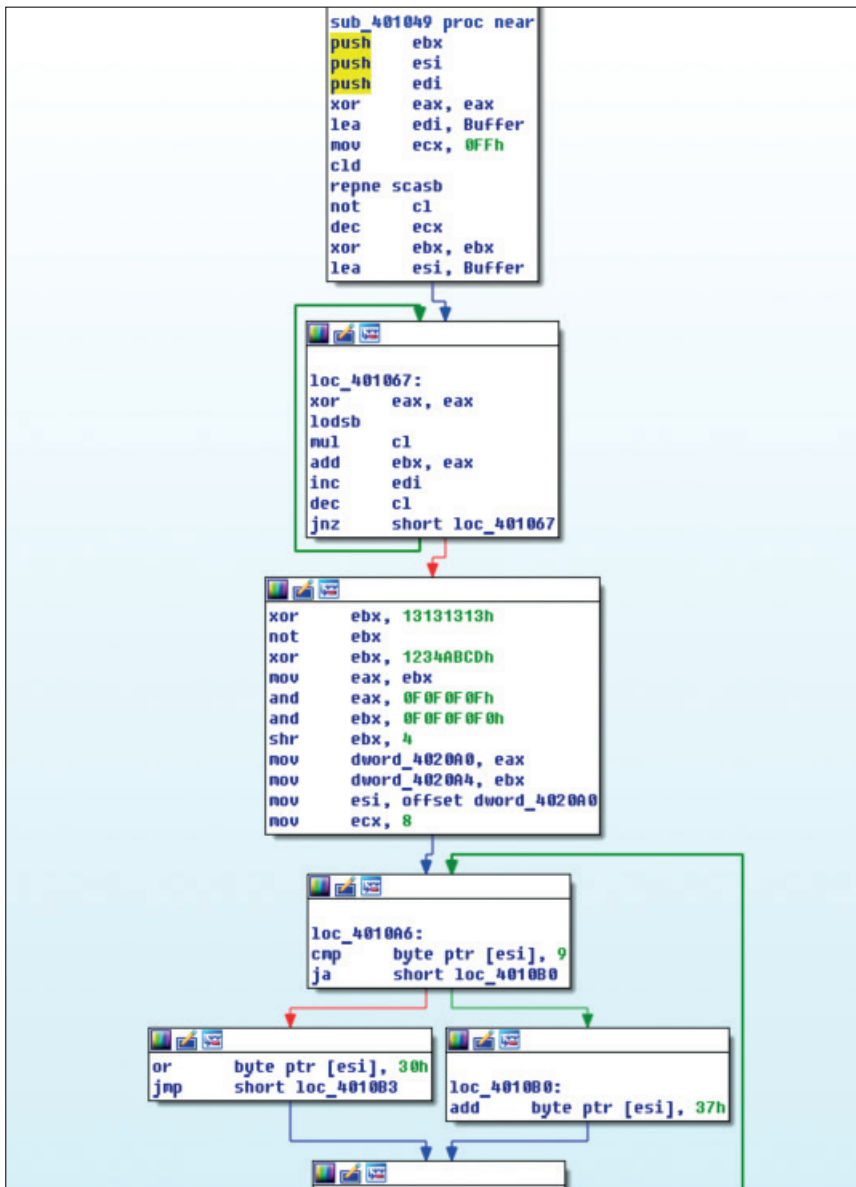 sub_401049 proc near
push ebx
push esi
push edi
xor eax, eax
lea edi, Buffer
mov ecx, 0FFh
cld
repne scasb
not cl
dec ecx
xor ebx, ebx
lea esi, Buffer
loc_401067:
xor eax, eax
lodsb
mul cl
add ebx, eax
inc edi
dec cl
jnz short loc_401067
xor ebx, 13131313h
not ebx
xor ebx, 1234ABCDh
mov eax, ebx
and eax, 0F0F0F0Fh
and ebx, 0F0F0F0F0h
shr ebx, 4
mov dword_4020A0, eax
mov dword_4020A4, ebx
mov esi, offset dword_4020A0
mov ecx, 8
loc_4010A6:
cmp byte ptr [esi], 9
ja short loc_4010B0
or byte ptr [esi], 30h
jmp short loc_4010B3
loc_4010B0:
add byte ptr [esi], 37h